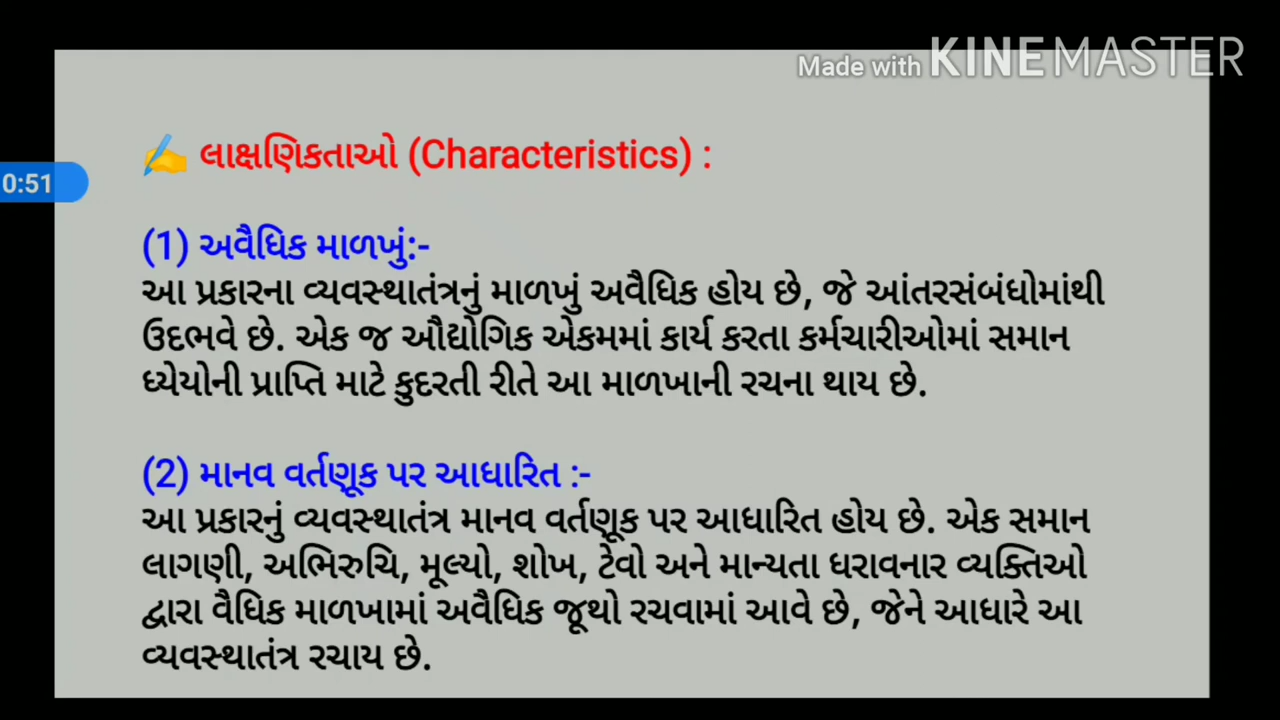 Made with KINEMASTER
✍ લાક્ષણિકતાઓ (Characteristics) :
0:51
(1) અવૈધિક માળખું:-
આ પ્રકારના વ્યવસ્થાતંત્રનું માળખું અવૈધિક હોય છે, જે આંતરસંબંધોમાંથી
ઉદભવે છે. એક જ ઔદ્યોગિક એકમમાં કાર્ય કરતા કર્મચારીઓમાં સમાન
ધ્યેયોની પ્રાપ્તિ માટે કુદરતી રીતે આ માળખાની રચના થાય છે.
(2) માનવ વર્તણૂક પર આધારિત :-
આ પ્રકારનું વ્યવસ્થાતંત્ર માનવ વર્તણૂક પર આધારિત હોય છે. એક સમાન
લાગણી, અભિરુચિ, મૂલ્યો, શોખ, ટેવો અને માન્યતા ધરાવનાર વ્યક્તિઓ
દ્વારા વૈધિક માળખામાં અવૈધિક જૂથો રચવામાં આવે છે, જેને આધારે આ
વ્યવસ્થાતંત્ર રચાય છે.